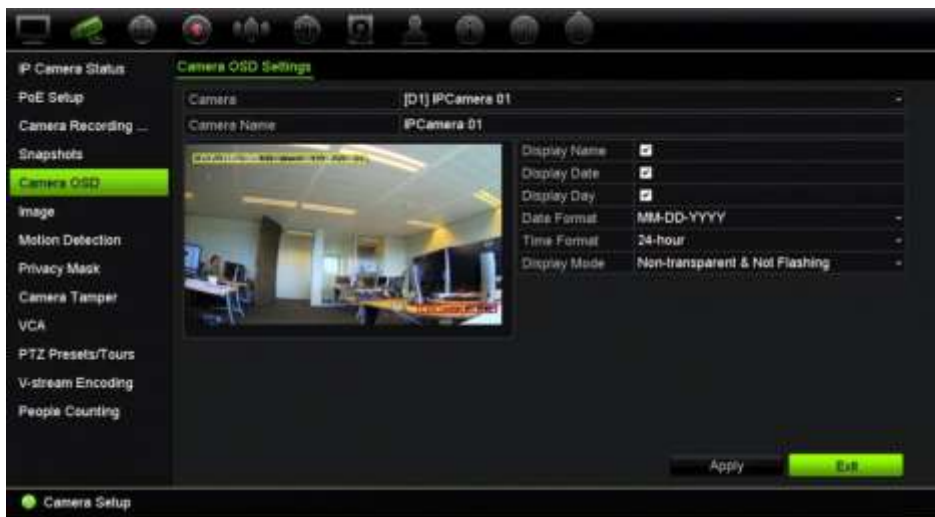 IP Camera Status
PoE Setup
Camera Recording ...
Snapshots
Camera OSD
Image
Motion Detection
Privacy Mask
Camera Tamper
VCA
PTZ Presets/Tours
V-stream Encoding
People Counting
Camera OSD Settings
Camera [D1] IPCamera 01
Camera Name IPCamera 01
Display Name
Display Date
Display Day
Date Format MM-DD-YYYY
Time Format 24-hour
Display Mode Non-transparent & Not Flashing
Apply Exit
Camera Setup